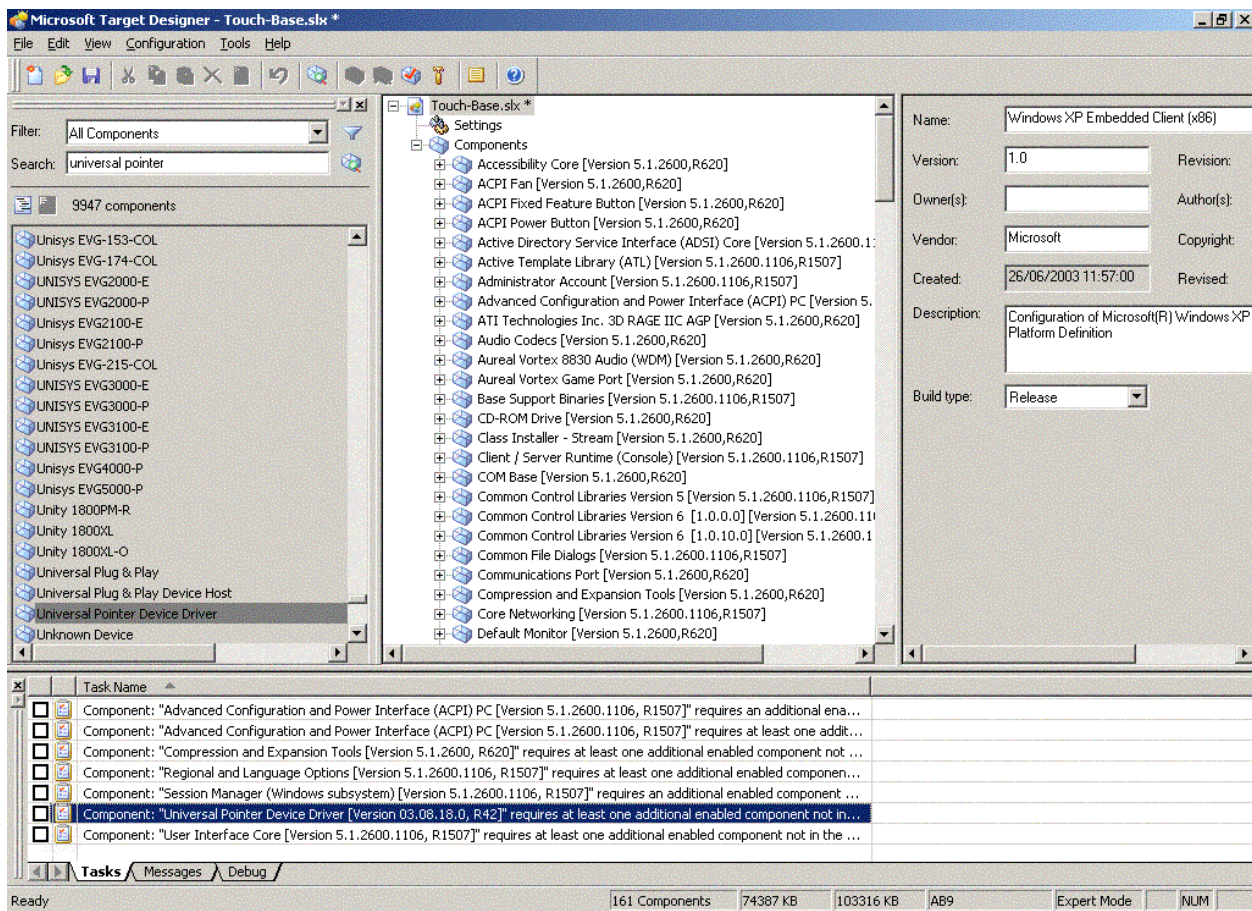 Microsoft Target Designer - Touch-Base.slx *
File Edit View Configuration Tools Help
Filter: All Components
Search: universal pointer
9947 components
Unisys EVG-153-COL
Unisys EVG-174-COL
UNISYS EVG2000-E
UNISYS EVG2000-P
UNISYS EVG2100-E
UNISYS EVG2100-P
Unisys EVG-215-COL
UNISYS EVG3000-E
UNISYS EVG3000-P
UNISYS EVG3100-E
UNISYS EVG3100-P
Unisys EVG4000-P
Unisys EVG5000-P
Unity 1800PM-R
Unity 1800XL
Unity 1800XL-O
Universal Plug & Play
Universal Plug & Play Device Host
Universal Pointer Device Driver
Unknown Device
Touch-Base.slx *
Settings
Components
Accessibility Core [Version 5.1.2600,R620]
ACPI Fan [Version 5.1.2600,R620]
ACPI Fixed Feature Button [Version 5.1.2600,R620]
ACPI Power Button [Version 5.1.2600,R620]
Active Directory Service Interface (ADSI) Core [Version 5.1.2600.1:
Active Template Library (ATL) [Version 5.1.2600.1106,R1507]
Administrator Account [Version 5.1.2600.1106,R1507]
Advanced Configuration and Power Interface (ACPI) PC [Version 5.
ATI Technologies Inc. 3D RAGE IIC AGP [Version 5.1.2600,R620]
Audio Codecs [Version 5.1.2600,R620]
Aureal Vortex 8830 Audio (WDM) [Version 5.1.2600,R620]
Aureal Vortex Game Port [Version 5.1.2600,R620]
Base Support Binaries [Version 5.1.2600.1106,R1507]
CD-ROM Drive [Version 5.1.2600,R620]
Class Installer - Stream [Version 5.1.2600,R620]
Client / Server Runtime (Console) [Version 5.1.2600.1106,R1507]
COM Base [Version 5.1.2600,R620]
Common Control Libraries Version 5 [Version 5.1.2600.1106,R1507]
Common Control Libraries Version 6 [1.0.0.0] [Version 5.1.2600.110
Common Control Libraries Version 6 [1.0.10.0] [Version 5.1.2600.1
Common File Dialogs [Version 5.1.2600.1106,R1507]
Communications Port [Version 5.1.2600,R620]
Compression and Expansion Tools [Version 5.1.2600,R620]
Core Networking [Version 5.1.2600.1106,R1507]
Default Monitor [Version 5.1.2600,R620]
Name: Windows XP Embedded Client (x86)
Version: 1.0 Revision:
Owner(s): Author(s):
Vendor: Microsoft Copyright:
Created: 26/06/2003 11:57:00 Revised:
Description: Configuration of Microsoft(R) Windows XP
Platform Definition
Build type: Release
Task Name
Component: "Advanced Configuration and Power Interface (ACPI) PC [Version 5.1.2600.1106, R1507]" requires an additional ena...
Component: "Advanced Configuration and Power Interface (ACPI) PC [Version 5.1.2600.1106, R1507]" requires at least one addit...
Component: "Compression and Expansion Tools [Version 5.1.2600, R620]" requires at least one additional enabled component not ...
Component: "Regional and Language Options [Version 5.1.2600.1106, R1507]" requires at least one additional enabled componen...
Component: "Session Manager (Windows subsystem) [Version 5.1.2600.1106, R1507]" requires an additional enabled component ...
Component: "Universal Pointer Device Driver [Version 03.08.18.0, R42]" requires at least one additional enabled component not in...
Component: "User Interface Core [Version 5.1.2600.1106, R1507]" requires at least one additional enabled component not in the ...
Tasks Messages Debug
Ready 161 Components 74387 KB 103316 KB AB9 Expert Mode NUM